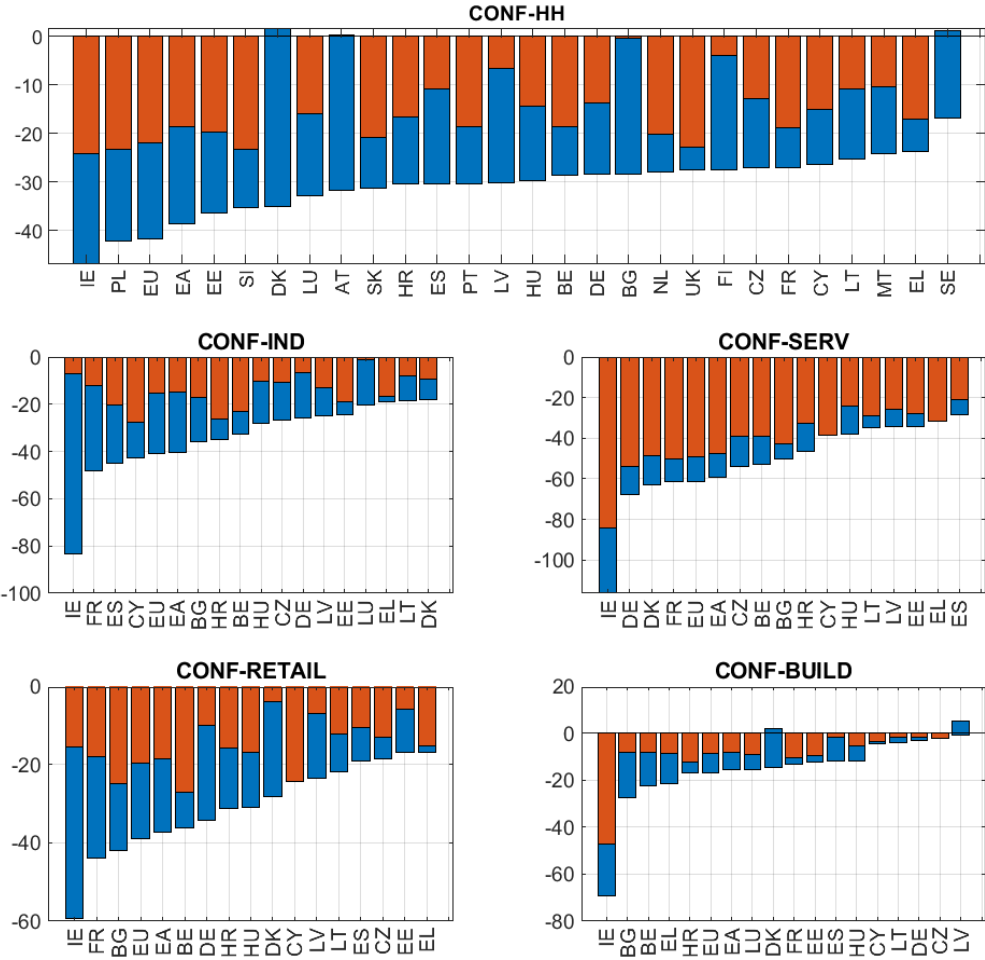 CONF-HH
0
-10
-20
-30
-40
IE PL EU EA EE SI DK LU AT SK HR ES PT LV HU BE DE BG NL UK FI CZ FR CY LT MT EL SE
CONF-IND
0
-20
-40
-60
-80
-100
IE FR ES CY EU EA BG HR BE HU CZ DE LV EE LU EL LT DK
CONF-SERV
0
-20
-40
-60
-80
-100
IE DE DK FR EU EA CZ BE BG HR CY HU LT LV EE EL ES
CONF-RETAIL
0
-20
-40
-60
IE FR BG EU EA BE DE HR HU DK CY LV LT ES CZ EE EL
CONF-BUILD
20
0
-20
-40
-60
-80
IE BG BE EL HR EU EA LU DK FR EE ES HU CY LT DE CZ LV